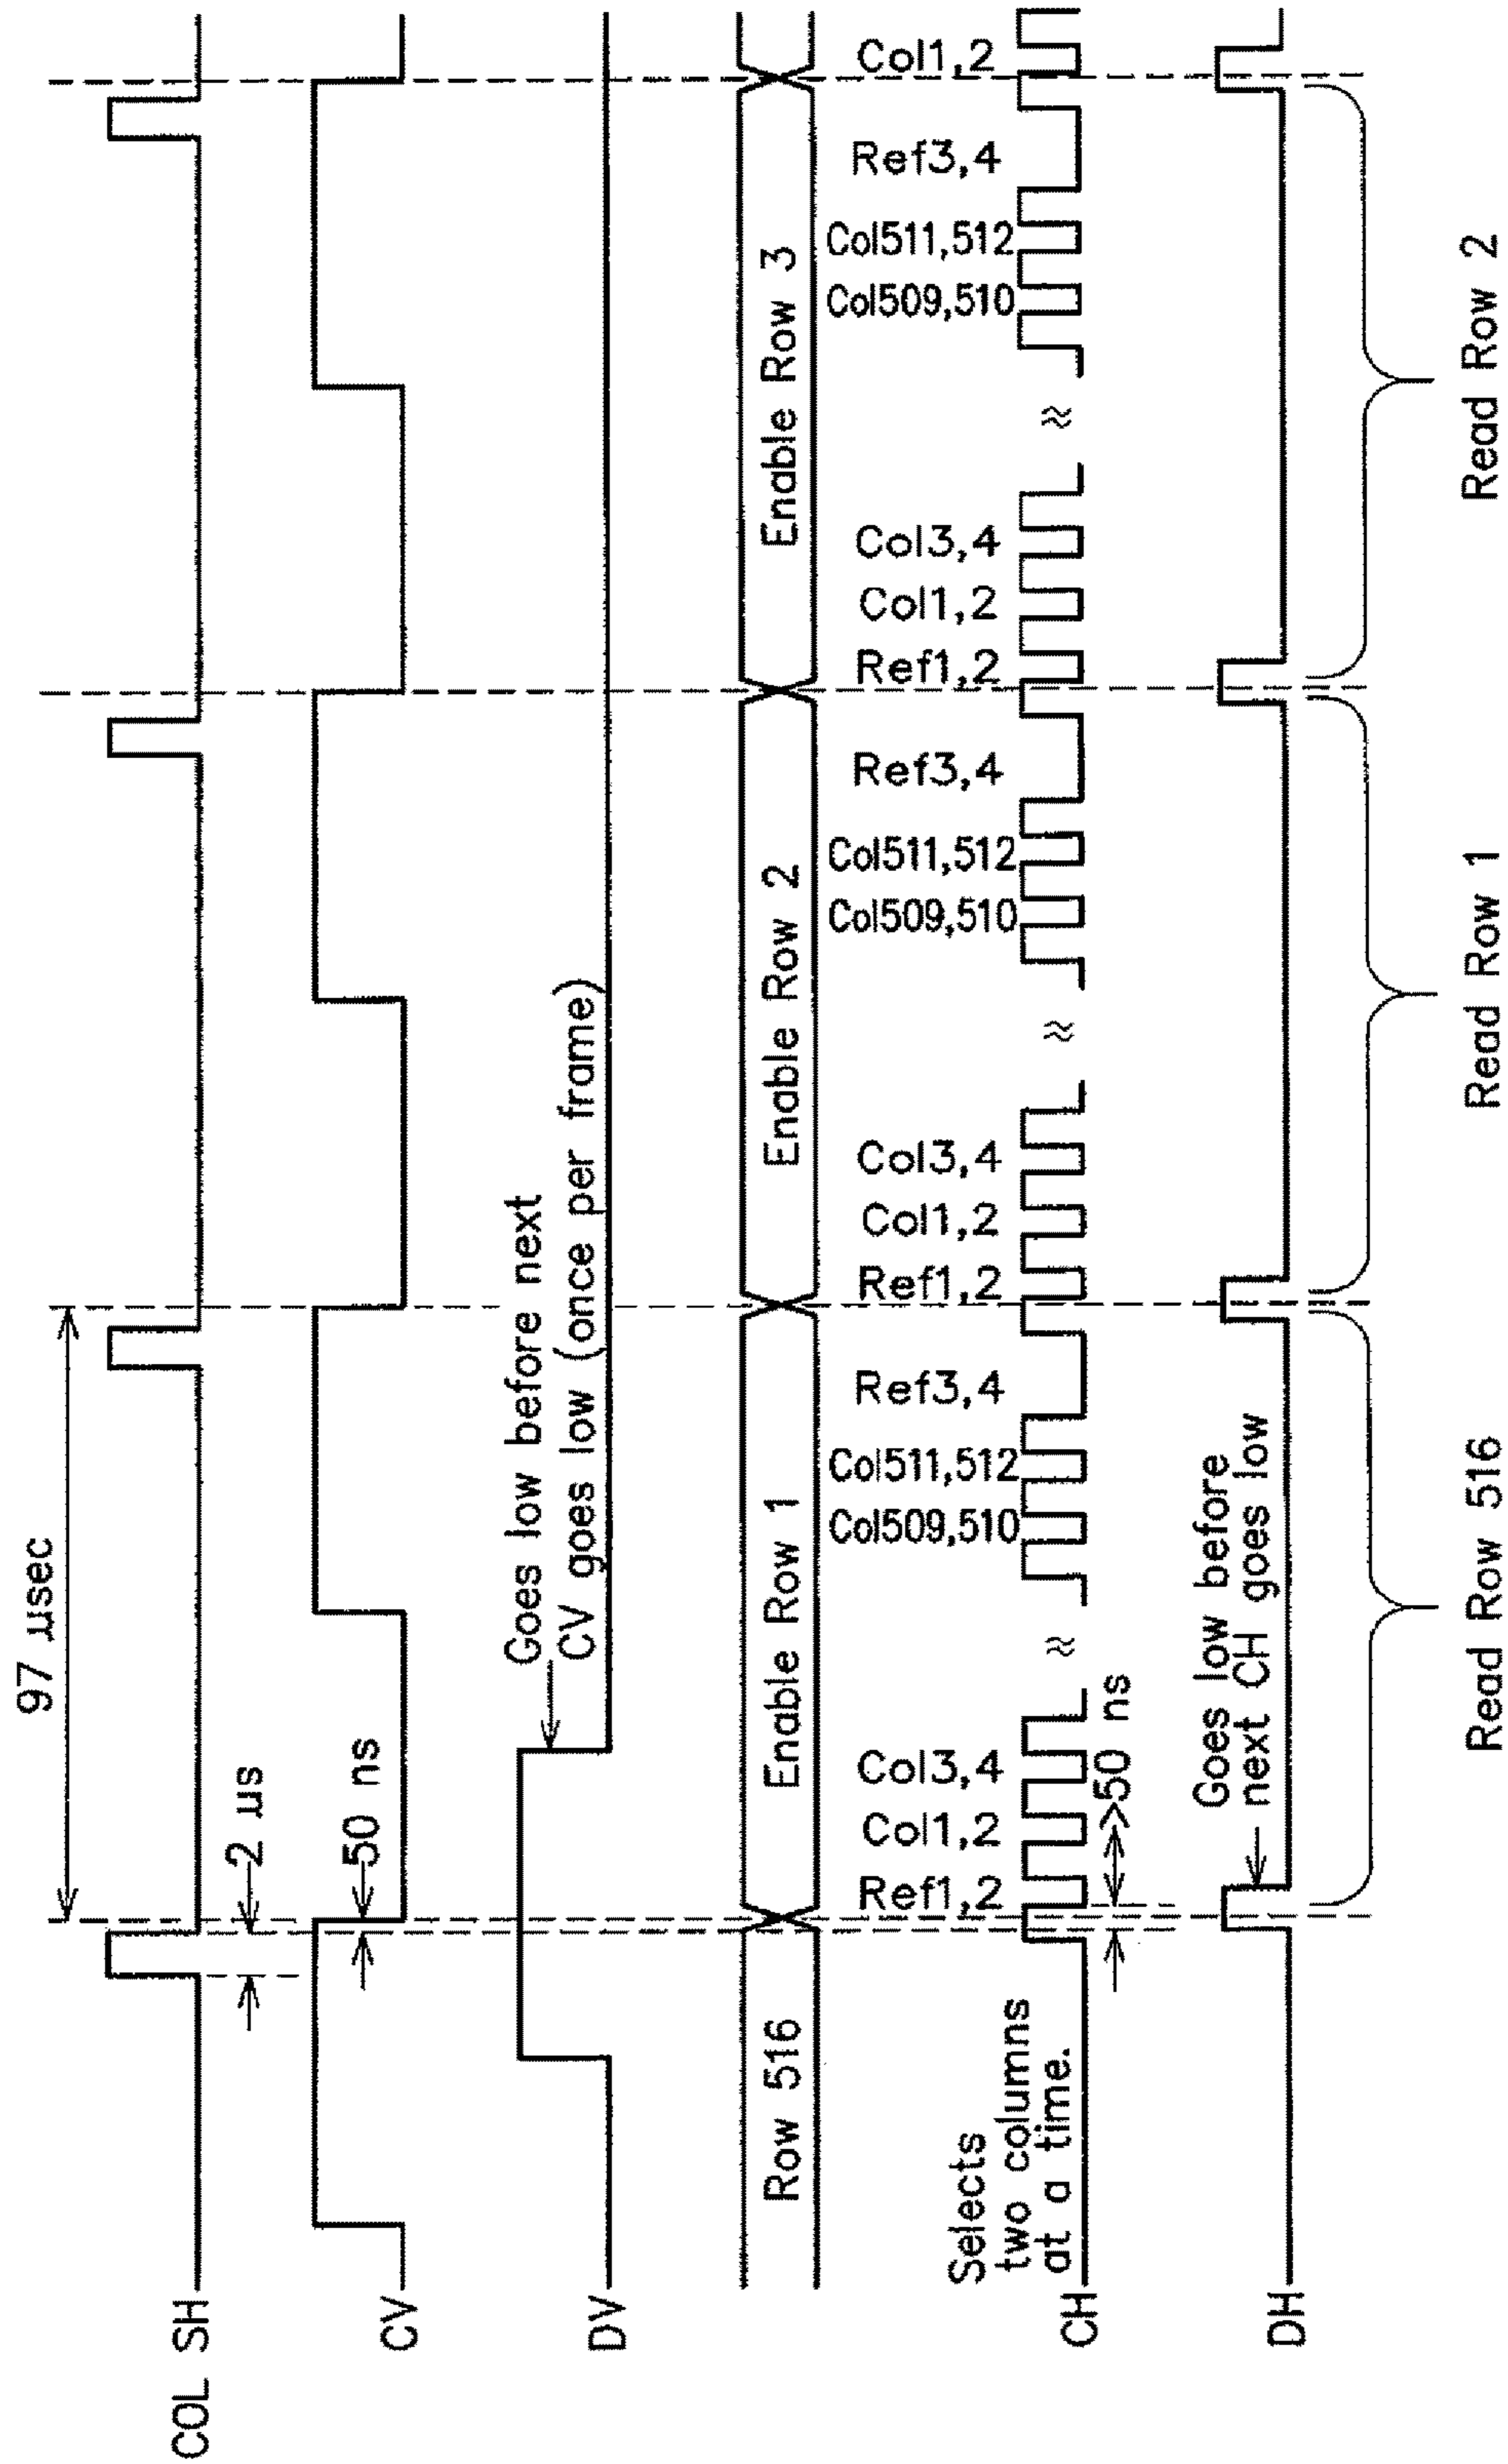 97 µsec
COL SH
2 µs
CV
50 ns
DV
Goes low before next
CV goes low (once per frame)
Row 516
Enable Row 1
Enable Row 2
Enable Row 3
Selects
two columns
at a time.
Ref1,2
Col1,2
Col3,4
Col509,510
Col511,512
Ref3,4
Ref1,2
Col1,2
Col3,4
Col509,510
Col511,512
Ref3,4
Ref1,2
Col1,2
Col3,4
Col509,510
Col511,512
Ref3,4
Col1,2
CH
>50 ns
Goes low before
next CH goes low
DH
Read Row 516
Read Row 1
Read Row 2